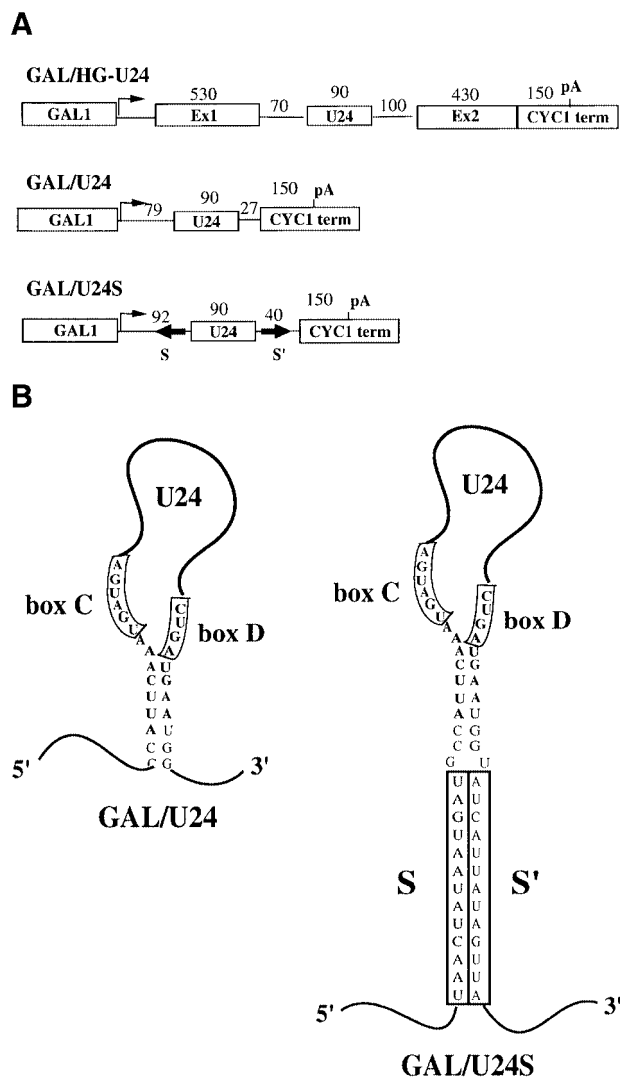 A
GAL/HG-U24
530 90 430 150 pA
GAL1 Ex1 70 U24 100 Ex2 CYC1 term
GAL/U24
90 150 pA
GAL1 79 U24 27 CYC1 term
GAL/U24S
92 90 40 150 pA
GAL1 U24 CYC1 term
S S'
B
U24
box C
AGUAGU
CUGA
box D
5'
3'
GAL/U24
U24
box C
AGUAGU
CUGA
box D
G U
S
UAGUAAUAUCAAU
AUCAUUAUAGUUA
S'
5'
3'
GAL/U24S